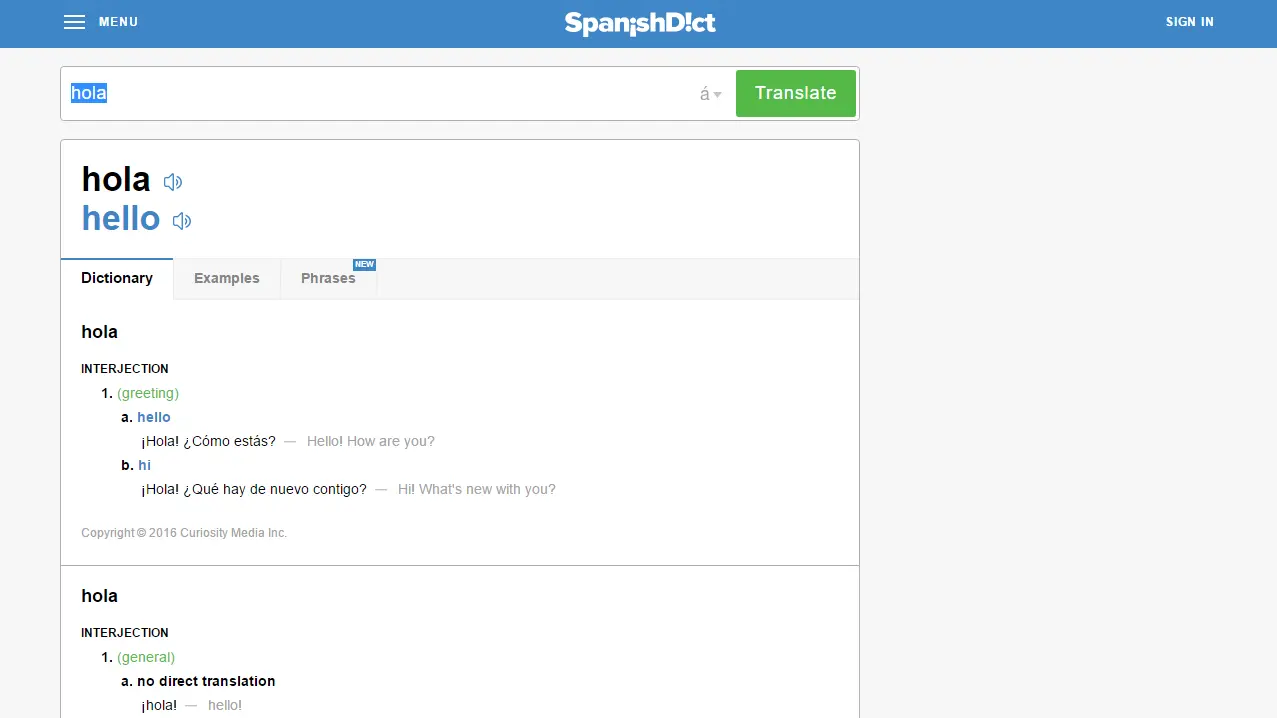 MENU
SpanishD!ct
SIGN IN
hola
á
Translate
hola
hello
Dictionary
Examples
Phrases
NEW
hola
INTERJECTION
1. (greeting)
a. hello
¡Hola! ¿Cómo estás? — Hello! How are you?
b. hi
¡Hola! ¿Qué hay de nuevo contigo? — Hi! What's new with you?
Copyright © 2016 Curiosity Media Inc.
hola
INTERJECTION
1. (general)
a. no direct translation
¡hola! — hello!